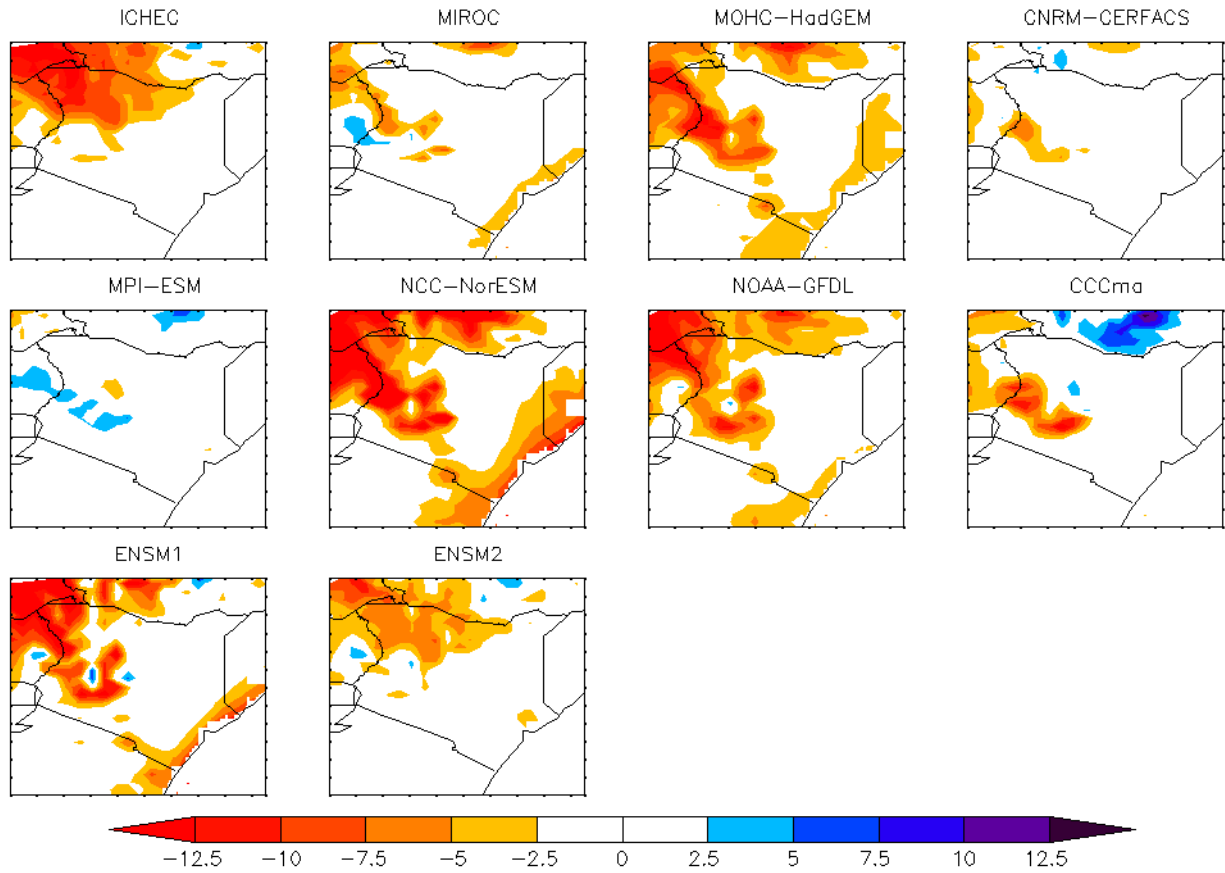 ICHEC MIROC MOHC-HadGEM CNRM-CERFACS
MPI-ESM NCC-NorESM NOAA-GFDL CCCma
ENSM1 ENSM2
-12.5 -10 -7.5 -5 -2.5 0 2.5 5 7.5 10 12.5